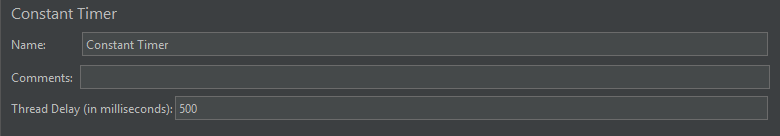 Constant Timer
Name: Constant Timer
Comments:
Thread Delay (in milliseconds): 500